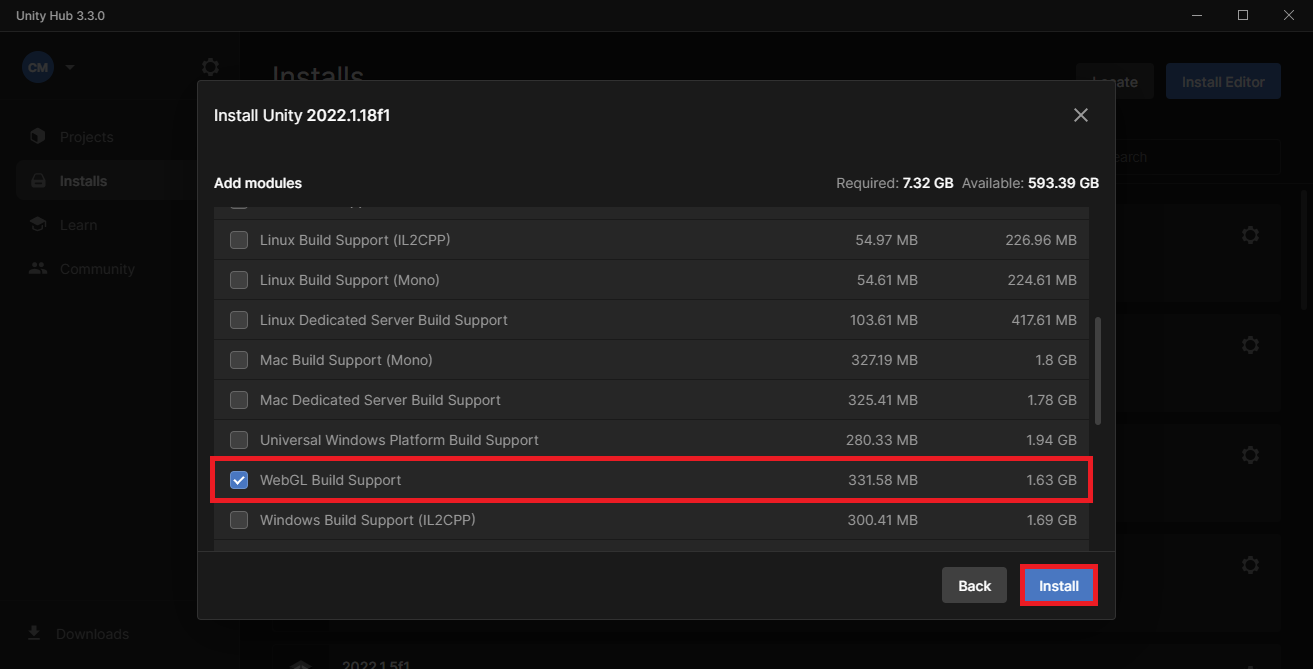 Unity Hub 3.3.0
CM
Installs
Install Editor
Install Unity 2022.1.18f1
Projects
Installs
Add modules
Required: 7.32 GB Available: 593.39 GB
Learn
Linux Build Support (IL2CPP) 54.97 MB 226.96 MB
Community
Linux Build Support (Mono) 54.61 MB 224.61 MB
Linux Dedicated Server Build Support 103.61 MB 417.61 MB
Mac Build Support (Mono) 327.19 MB 1.8 GB
Mac Dedicated Server Build Support 325.41 MB 1.78 GB
Universal Windows Platform Build Support 280.33 MB 1.94 GB
WebGL Build Support 331.58 MB 1.63 GB
Windows Build Support (IL2CPP) 300.41 MB 1.69 GB
Back Install
Downloads
2022.1.5f1